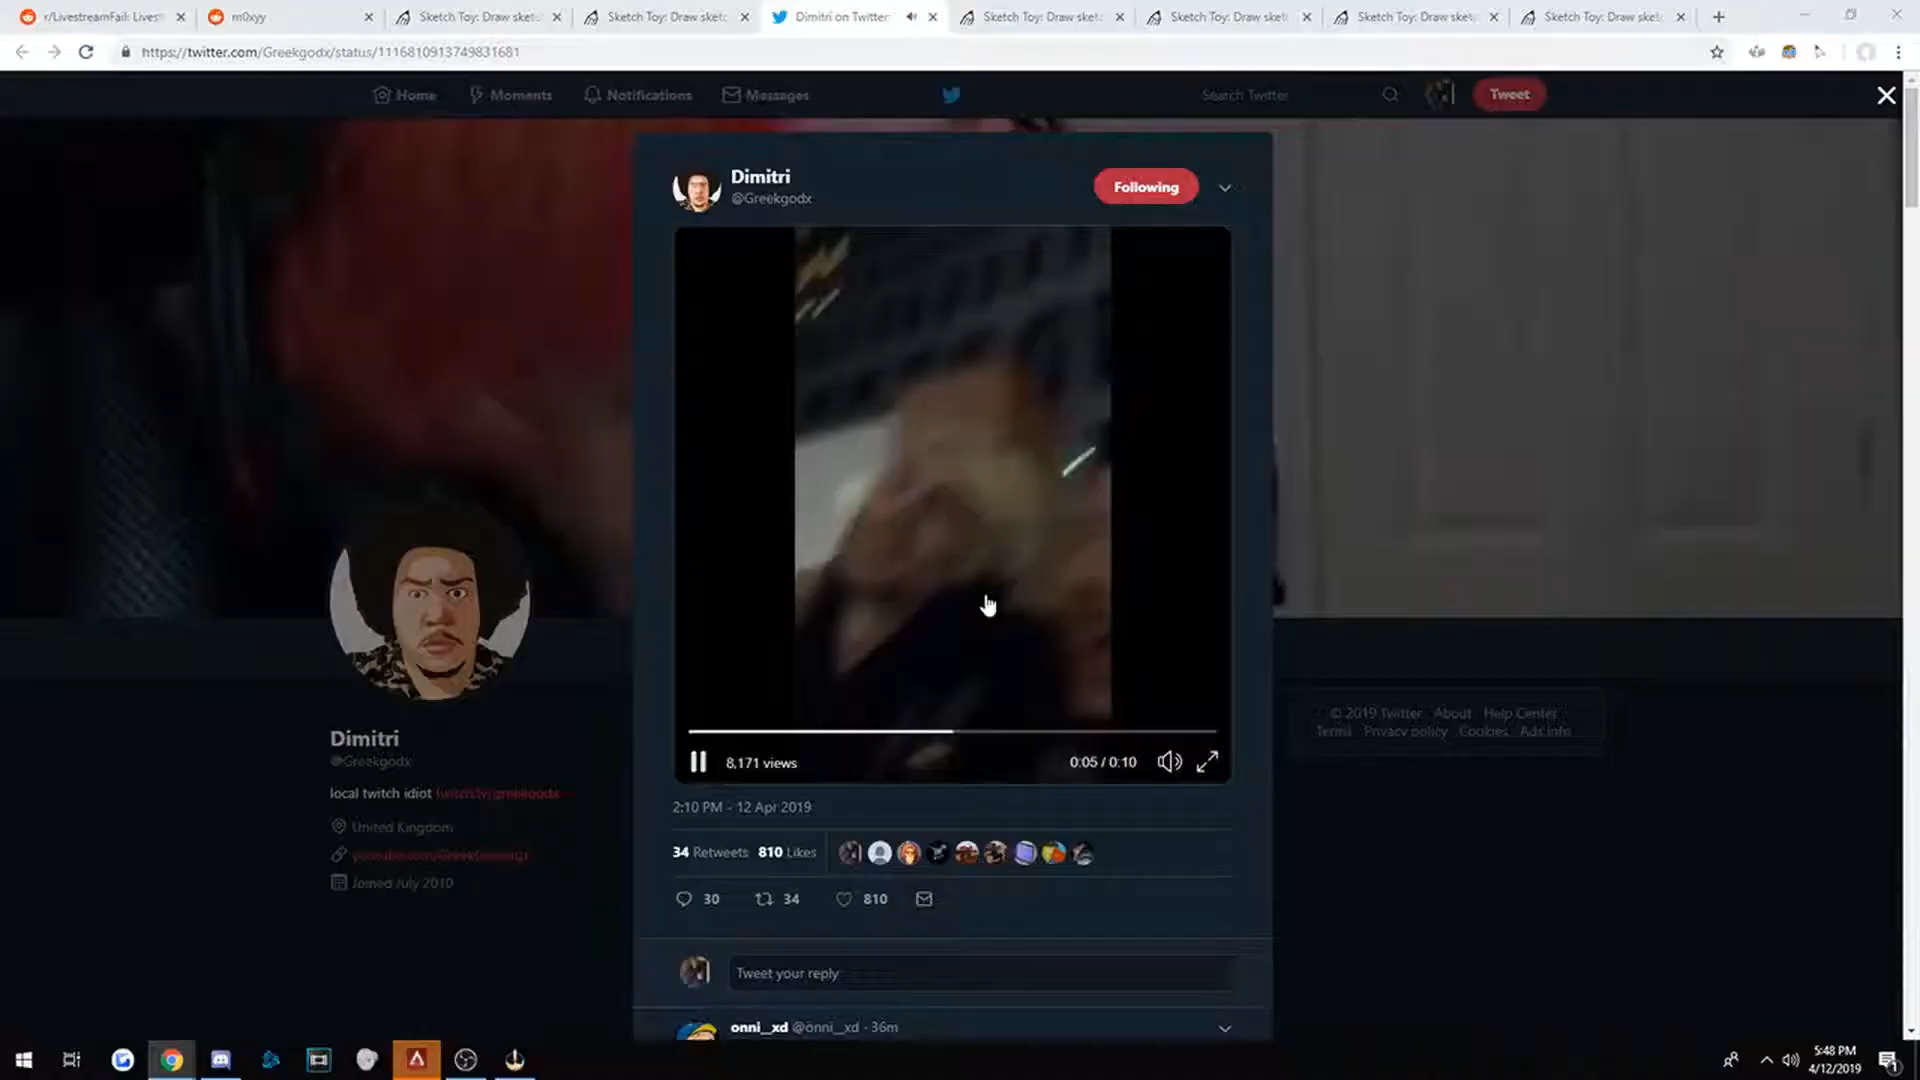 r/LivestreamFail: Lives
m0xyy
Sketch Toy: Draw sket
Sketch Toy: Draw sket
Dimitri on Twitter
Sketch Toy: Draw sket
Sketch Toy: Draw sket
Sketch Toy: Draw sket
Sketch Toy: Draw sket
https://twitter.com/Greekgodx/status/1116810913749831681
Home
Moments
Notifications
Messages
Search Twitter
Tweet
Dimitri
@Greekgodx
Following
8,171 views
0:05 / 0:10
2:10 PM - 12 Apr 2019
34 Retweets 810 Likes
30
34
810
Tweet your reply
onni__xd @onni__xd · 36m
Dimitri
@Greekgodx
local twitch idiot twitch.tv/greekgodx
United Kingdom
Joined July 2010
© 2019 Twitter About Help Center
Terms Privacy policy Cookies Ads info
5:48 PM
4/12/2019